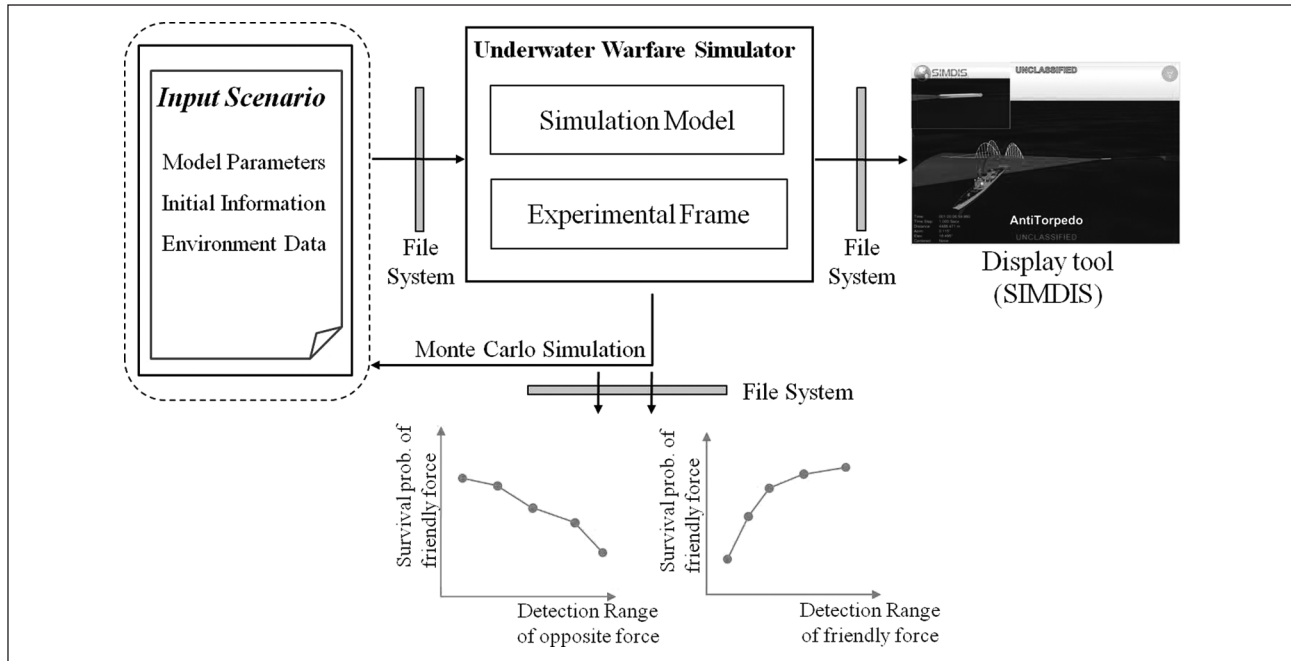 Input Scenario
Model Parameters
Initial Information
Environment Data
File
System
Underwater Warfare Simulator
Simulation Model
Experimental Frame
File
System
SIMDIS
UNCLASSIFIED
AntiTorpedo
UNCLASSIFIED
Display tool
(SIMDIS)
Monte Carlo Simulation
File System
Survival prob. of
friendly force
Detection Range
of opposite force
Survival prob. of
friendly force
Detection Range
of friendly force